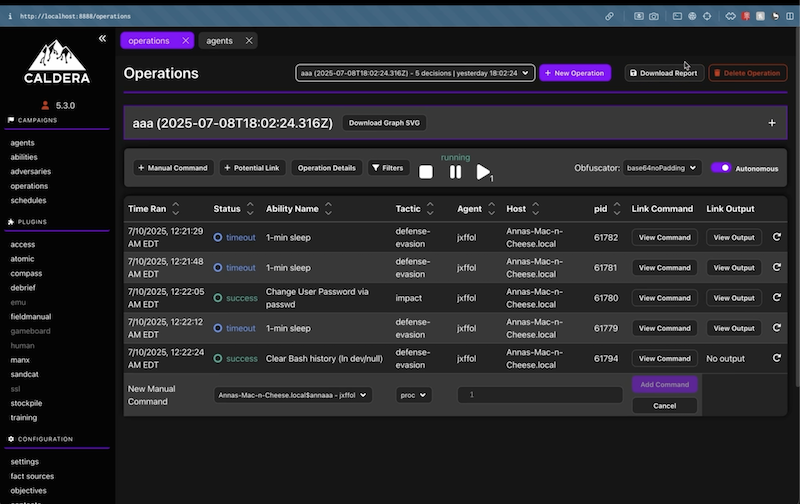 http://localhost:8888/operations
CALDERA
5.3.0
CAMPAIGNS
agents
abilities
adversaries
operations
schedules
PLUGINS
access
atomic
compass
debrief
emu
fieldmanual
gameboard
human
manx
sandcat
ssl
stockpile
training
CONFIGURATION
settings
fact sources
objectives
operations
agents
Operations
aaa (2025-07-08T18:02:24.316Z) - 5 decisions | yesterday 18:02:24
+ New Operation
Download Report
Delete Operation
aaa (2025-07-08T18:02:24.316Z)
Download Graph SVG
+
+ Manual Command
+ Potential Link
Operation Details
Filters
running
1
Obfuscator:
base64noPadding
Autonomous
Time Ran Status Ability Name Tactic Agent Host pid Link Command Link Output
7/10/2025, 12:21:29 AM EDT timeout 1-min sleep defense-evasion jxffol Annas-Mac-n-Cheese.local 61782 View Command View Output
7/10/2025, 12:21:48 AM EDT timeout 1-min sleep defense-evasion jxffol Annas-Mac-n-Cheese.local 61781 View Command View Output
7/10/2025, 12:22:05 AM EDT success Change User Password via passwd impact jxffol Annas-Mac-n-Cheese.local 61780 View Command View Output
7/10/2025, 12:22:12 AM EDT timeout 1-min sleep defense-evasion jxffol Annas-Mac-n-Cheese.local 61779 View Command View Output
7/10/2025, 12:22:24 AM EDT success Clear Bash history (ln dev/null) defense-evasion jxffol Annas-Mac-n-Cheese.local 61794 View Command No output
New Manual Command
Annas-Mac-n-Cheese.local$annaaa - jxffol
proc
1
Add Command
Cancel